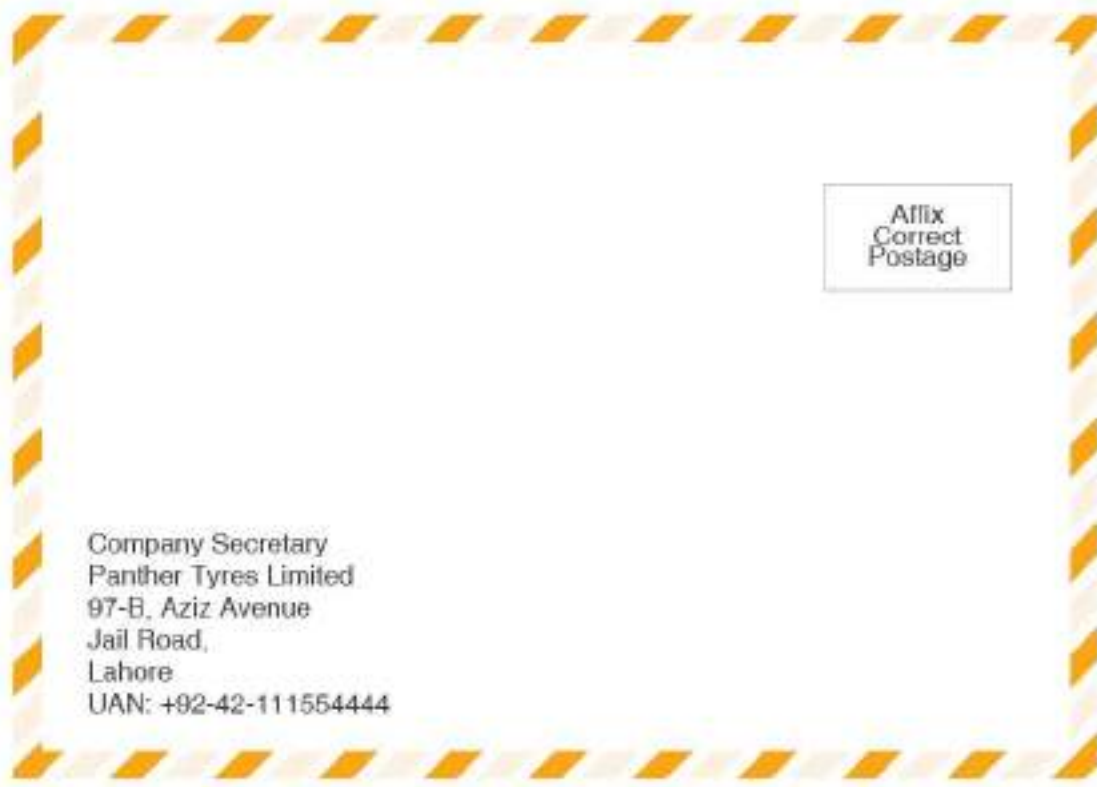 Affix
Correct
Postage
Company Secretary
Panther Tyres Limited
97-B, Aziz Avenue
Jail Road,
Lahore
UAN: +92-42-111554444